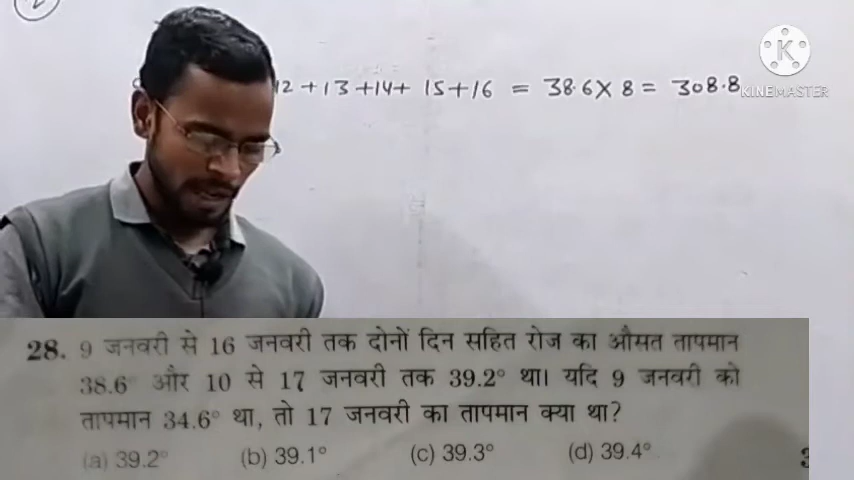 12 + 13 + 14 + 15 + 16 = 38.6 × 8 = 308.8
K
KINEMASTER
28. 9 जनवरी से 16 जनवरी तक दोनों दिन सहित रोज का औसत तापमान
38.6° और 10 से 17 जनवरी तक 39.2° था। यदि 9 जनवरी को
तापमान 34.6° था, तो 17 जनवरी का तापमान क्या था?
(a) 39.2° (b) 39.1° (c) 39.3° (d) 39.4°